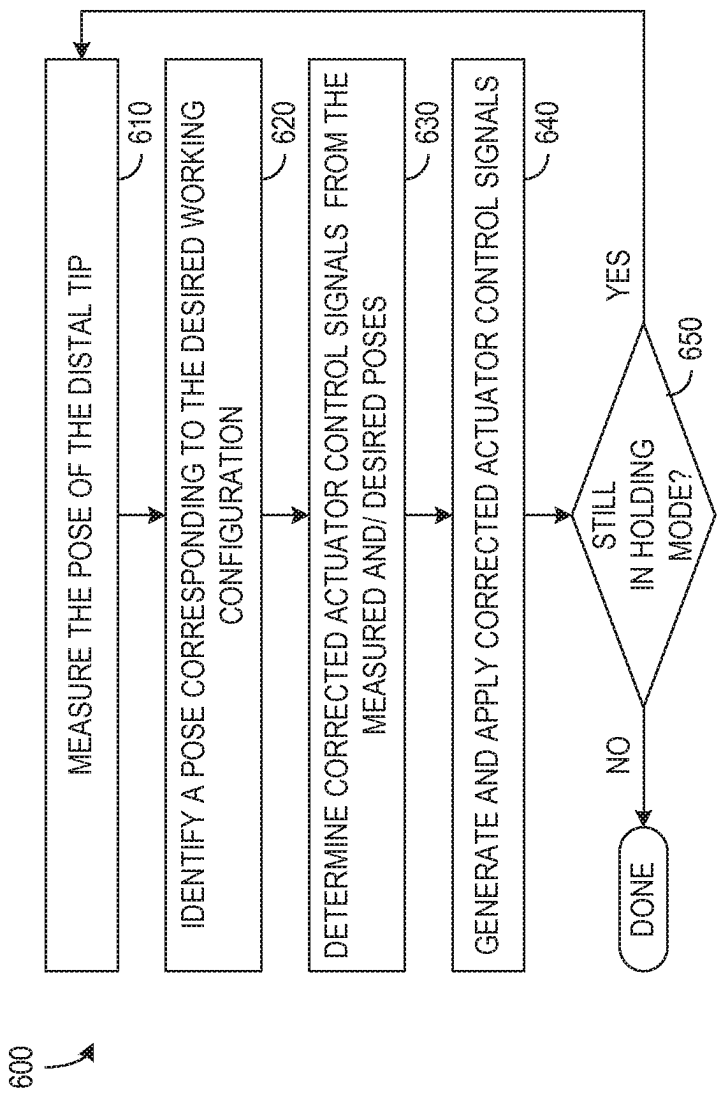 600
MEASURE THE POSE OF THE DISTAL TIP
610
IDENTIFY A POSE CORRESPONDING TO THE DESIRED WORKING
CONFIGURATION
620
DETERMINE CORRECTED ACTUATOR CONTROL SIGNALS FROM THE
MEASURED AND/ DESIRED POSES
630
GENERATE AND APPLY CORRECTED ACTUATOR CONTROL SIGNALS
640
STILL
IN HOLDING
MODE?
650
YES
NO
DONE